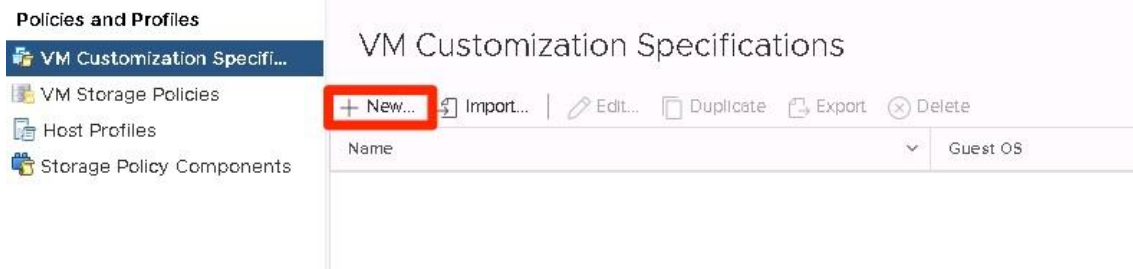 Policies and Profiles
VM Customization Specifi...
VM Storage Policies
Host Profiles
Storage Policy Components
VM Customization Specifications
New... Import... Edit... Duplicate Export Delete
Name Guest OS